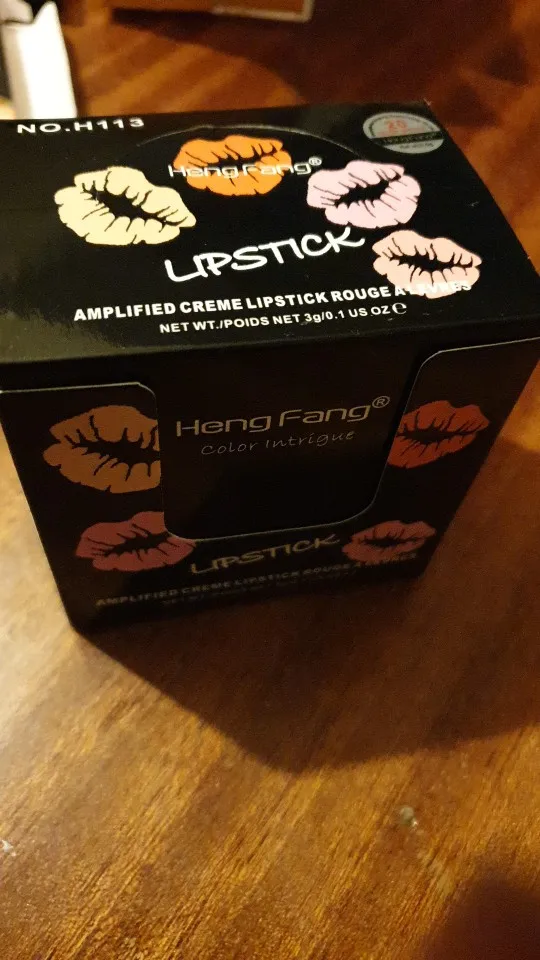 NO.H113
20
Heng Fang®
LIPSTICK
AMPLIFIED CREME LIPSTICK ROUGE A LEVRES
NET WT./POIDS NET 3g/0.1 US OZ℮
Heng Fang®
Color Intrigue
LIPSTICK
AMPLIFIED CREME LIPSTICK ROUGE A LEVRES